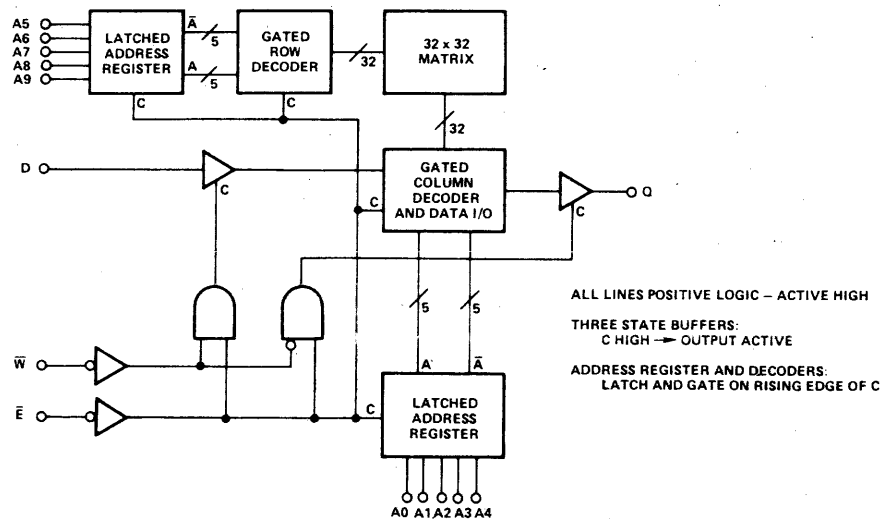 A5
A6
A7
A8
A9
LATCHED
ADDRESS
REGISTER
C
Ā
5
A
5
GATED
ROW
DECODER
C
32
32 x 32
MATRIX
32
D
C
GATED
COLUMN
DECODER
AND DATA I/O
C
C
Q
5
5
W̅
E̅
A
Ā
C
LATCHED
ADDRESS
REGISTER
A0 A1 A2 A3 A4
ALL LINES POSITIVE LOGIC – ACTIVE HIGH
THREE STATE BUFFERS:
C HIGH → OUTPUT ACTIVE
ADDRESS REGISTER AND DECODERS:
LATCH AND GATE ON RISING EDGE OF C